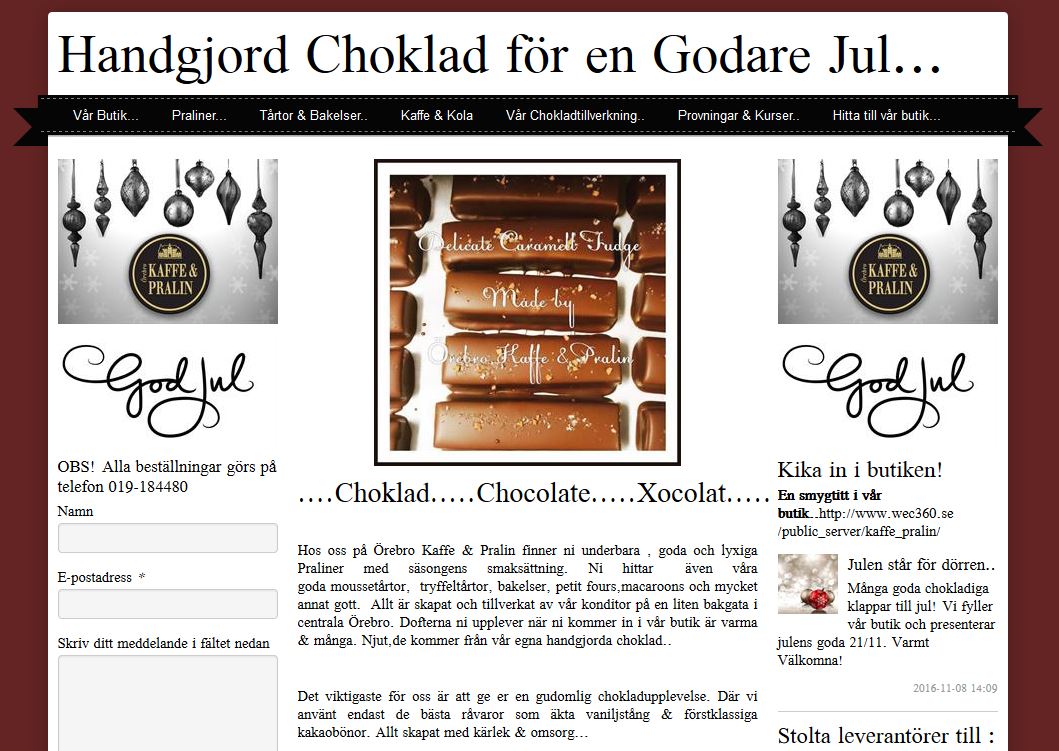 Handgjord Choklad för en Godare Jul...
Vår Butik... Praliner... Tårtor & Bakelser.. Kaffe & Kola Vår Chokladtillverkning.. Provningar & Kurser.. Hitta till vår butik...
Örebro
KAFFE &
PRALIN
God Jul
OBS! Alla beställningar görs på
telefon 019-184480
Namn
E-postadress *
Skriv ditt meddelande i fältet nedan
Delicate Caramell Fudge
Made by
Örebro Kaffe & Pralin
....Choklad.....Chocolate.....Xocolat.....
Hos oss på Örebro Kaffe & Pralin finner ni underbara , goda och lyxiga
Praliner med säsongens smaksättning. Ni hittar även våra
goda moussetårtor, tryffeltårtor, bakelser, petit fours,macaroons och mycket
annat gott. Allt är skapat och tillverkat av vår konditor på en liten bakgata i
centrala Örebro. Dofterna ni upplever när ni kommer in i vår butik är varma
& många. Njut,de kommer från vår egna handgjorda choklad..
Det viktigaste för oss är att ge er en gudomlig chokladupplevelse. Där vi
använt endast de bästa råvaror som äkta vaniljstång & förstklassiga
kakaobönor. Allt skapat med kärlek & omsorg...
Örebro
KAFFE &
PRALIN
God Jul
Kika in i butiken!
En smygtitt i vår
butik..http://www.wec360.se
/public_server/kaffe_pralin/
Julen står för dörren..
Många goda chokladiga
klappar till jul! Vi fyller
vår butik och presenterar
julens goda 21/11. Varmt
Välkomna!
2016-11-08 14:09
Stolta leverantörer till :